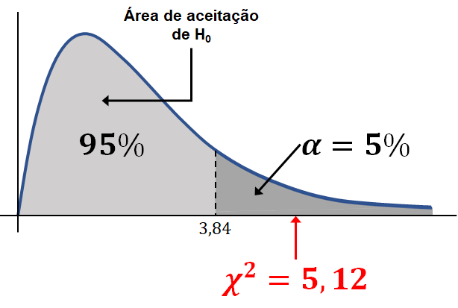 Área de aceitação
de H₀
95%
α = 5%
3,84
χ² = 5, 12